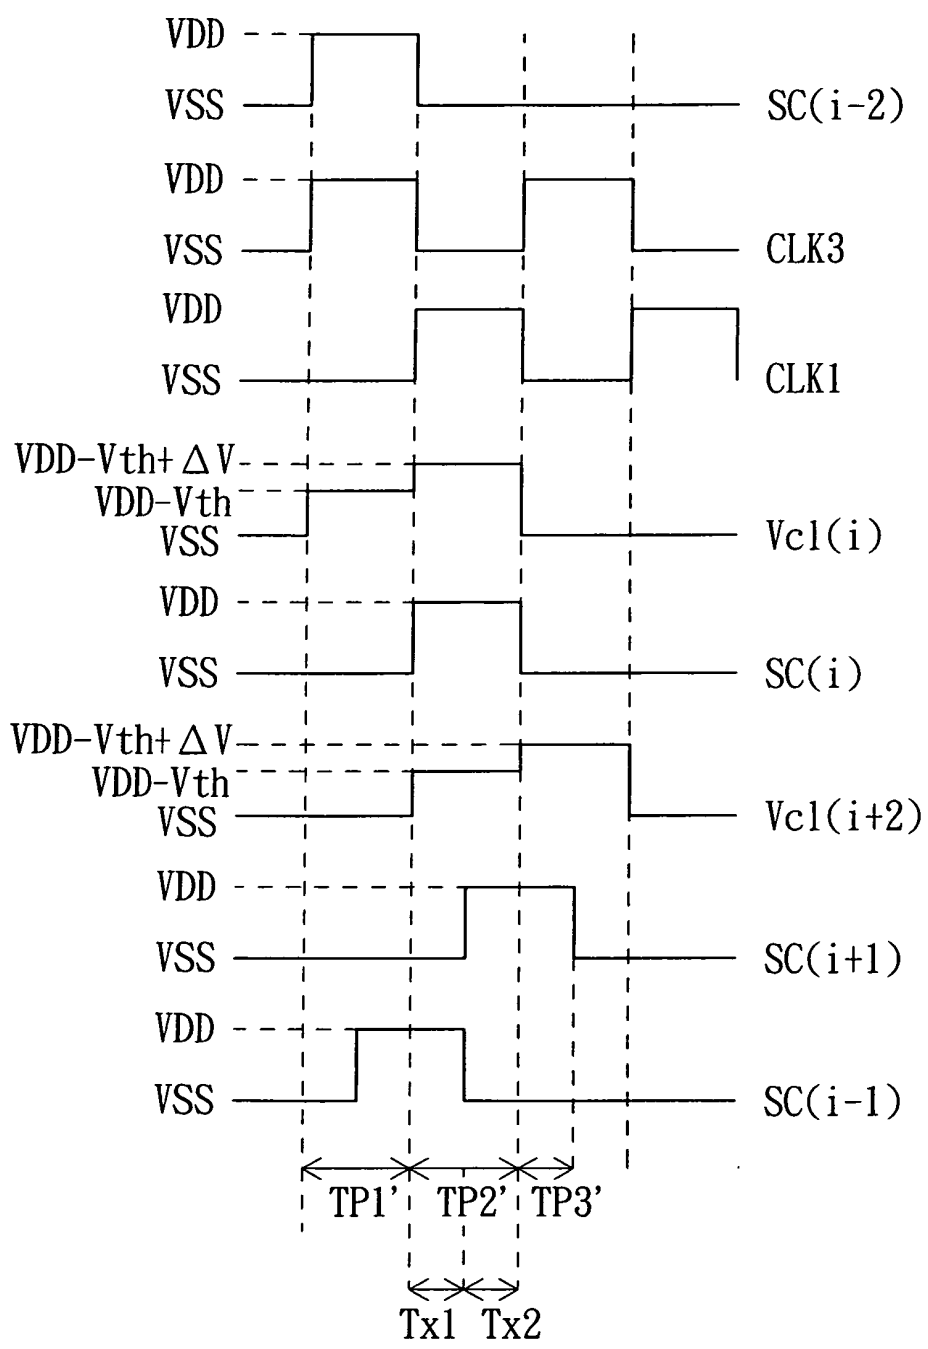 VDD
VSS SC(i-2)
VDD
VSS CLK3
VDD
VSS CLK1
VDD-Vth+ΔV
VDD-Vth
VSS Vcl(i)
VDD
VSS SC(i)
VDD-Vth+ΔV
VDD-Vth
VSS Vcl(i+2)
VDD
VSS SC(i+1)
VDD
VSS SC(i-1)
TP1' TP2' TP3'
Tx1 Tx2